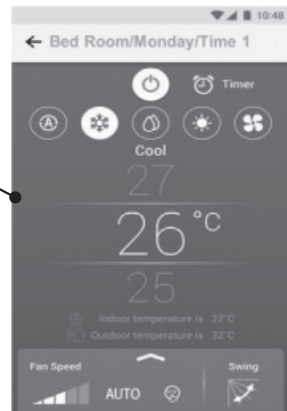 10:48
Bed Room/Monday/Time 1
Timer
A
Cool
27
26°C
25
Indoor temperature is 27°C
Outdoor temperature is 32°C
Fan Speed
Swing
AUTO